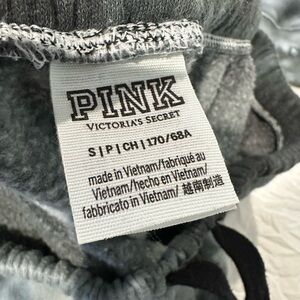 PINK
VICTORIA'S SECRET
S | P | CH | 170/68A
made in Vietnam/fabriqué au
Vietnam/hecho en Vietnam/
fabbricato in Vietnam/越南制造